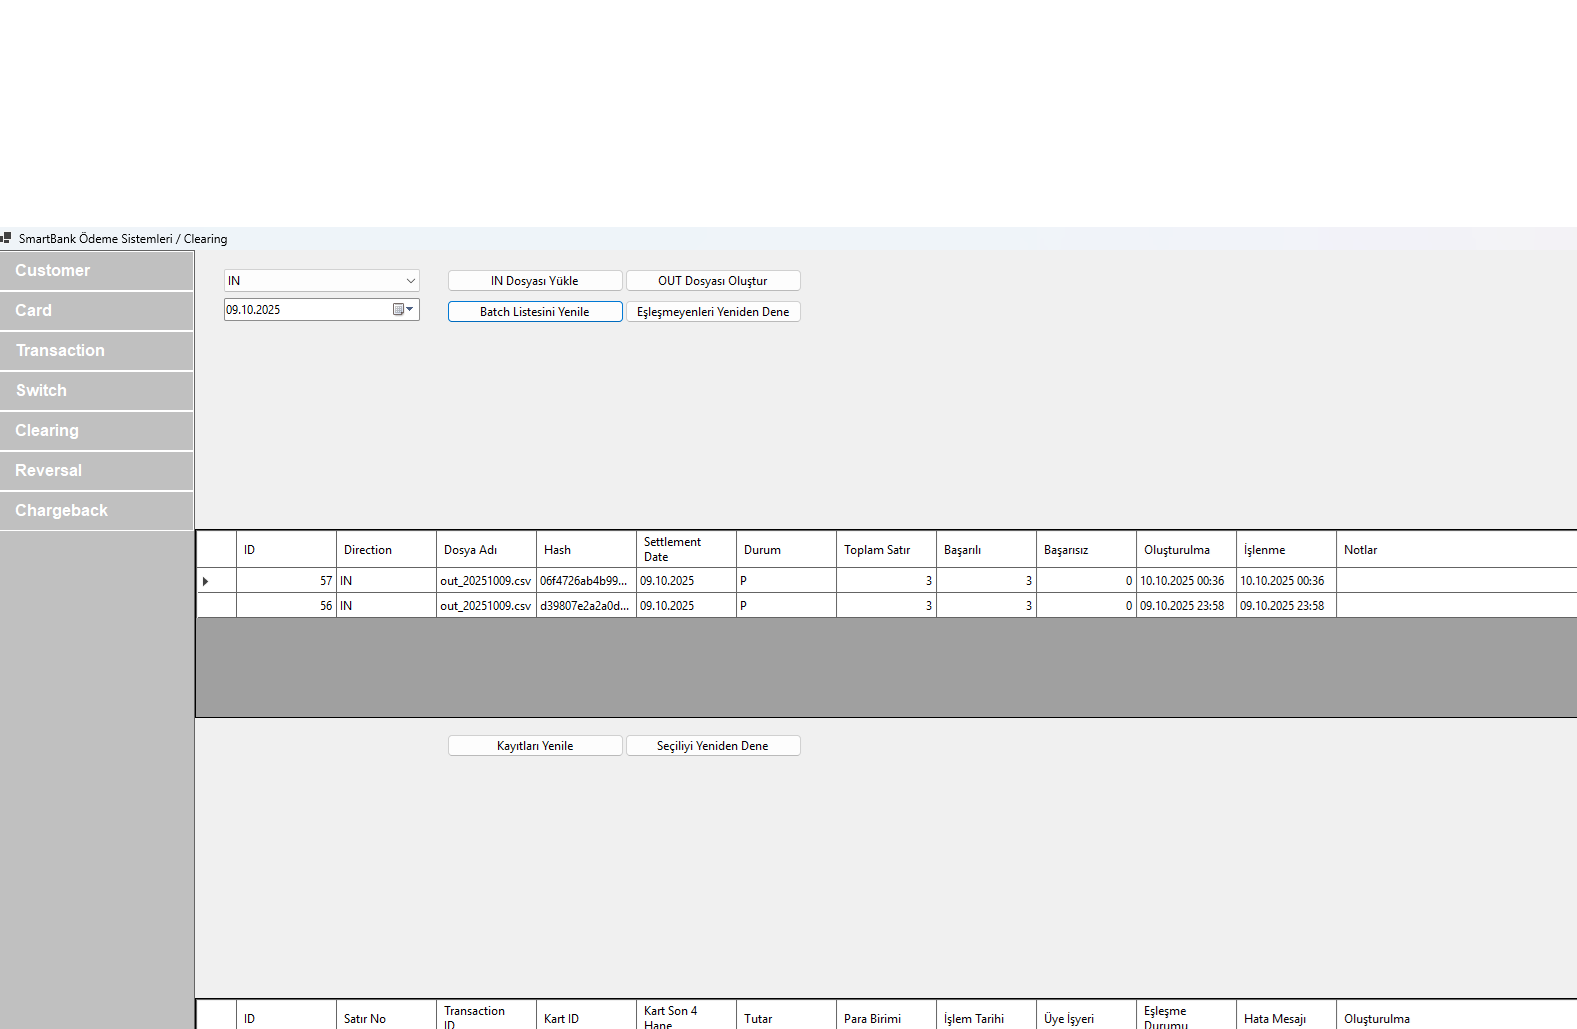 SmartBank Ödeme Sistemleri / Clearing
Customer
Card
Transaction
Switch
Clearing
Reversal
Chargeback
IN
IN Dosyası Yükle
OUT Dosyası Oluştur
09.10.2025
Batch Listesini Yenile
Eşleşmeyenleri Yeniden Dene
ID Direction Dosya Adı Hash Settlement Date Durum Toplam Satır Başarılı Başarısız Oluşturulma İşlenme Notlar
57 IN out_20251009.csv 06f4726ab4b99... 09.10.2025 P 3 3 0 10.10.2025 00:36 10.10.2025 00:36
56 IN out_20251009.csv d39807e2a2a0d... 09.10.2025 P 3 3 0 09.10.2025 23:58 09.10.2025 23:58
Kayıtları Yenile
Seçiliyi Yeniden Dene
ID Satır No Transaction ID Kart ID Kart Son 4 Hane Tutar Para Birimi İşlem Tarihi Üye İşyeri Eşleşme Durumu Hata Mesajı Oluşturulma